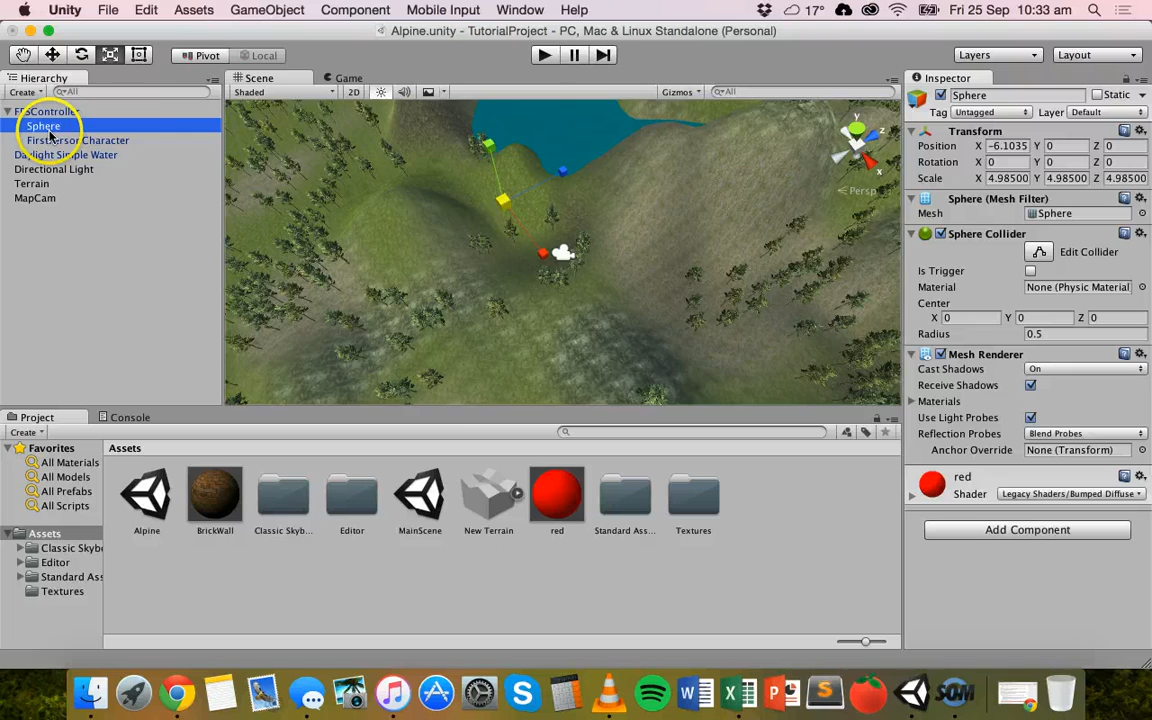 Unity File Edit Assets GameObject Component Mobile Input Window Help 17° Fri 25 Sep 10:33 am
Alpine.unity - TutorialProject - PC, Mac & Linux Standalone (Personal)
Pivot Local Layers Layout
Hierarchy
Create All
FPSController
Sphere
FirstPersonCharacter
Daylight Simple Water
Directional Light
Terrain
MapCam
Scene Game
Shaded 2D Gizmos All
y
z
x
Persp
Inspector
Sphere Static
Tag Untagged Layer Default
Transform
Position X -6.1035 Y 0 Z 0
Rotation X 0 Y 0 Z 0
Scale X 4.98500 Y 4.98500 Z 4.98500
Sphere (Mesh Filter)
Mesh Sphere
Sphere Collider
Edit Collider
Is Trigger
Material None (Physic Material
Center
X 0 Y 0 Z 0
Radius 0.5
Mesh Renderer
Cast Shadows On
Receive Shadows
Materials
Use Light Probes
Reflection Probes Blend Probes
Anchor Override None (Transform)
red
Shader Legacy Shaders/Bumped Diffuse
Add Component
Project Console
Create
Favorites
All Materials
All Models
All Prefabs
All Scripts
Assets
Classic Skybo
Editor
Standard Ass
Textures
Assets
Alpine BrickWall Classic Skyb... Editor MainScene New Terrain red Standard Ass... Textures